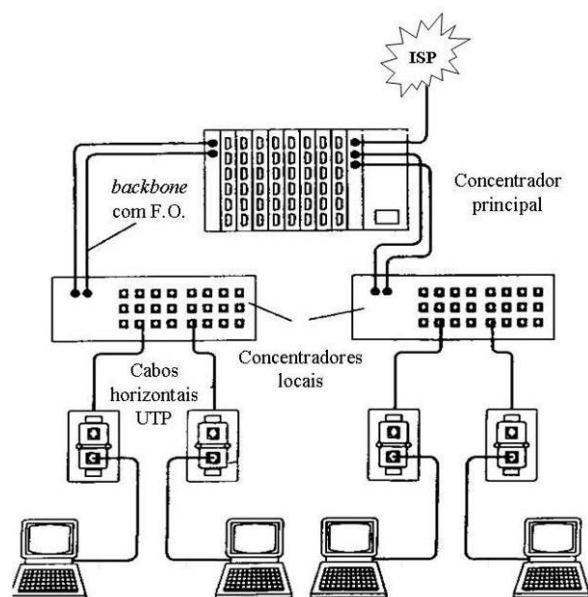 ISP
backbone
com F.O.
Concentrador
principal
Concentradores
locais
Cabos
horizontais
UTP